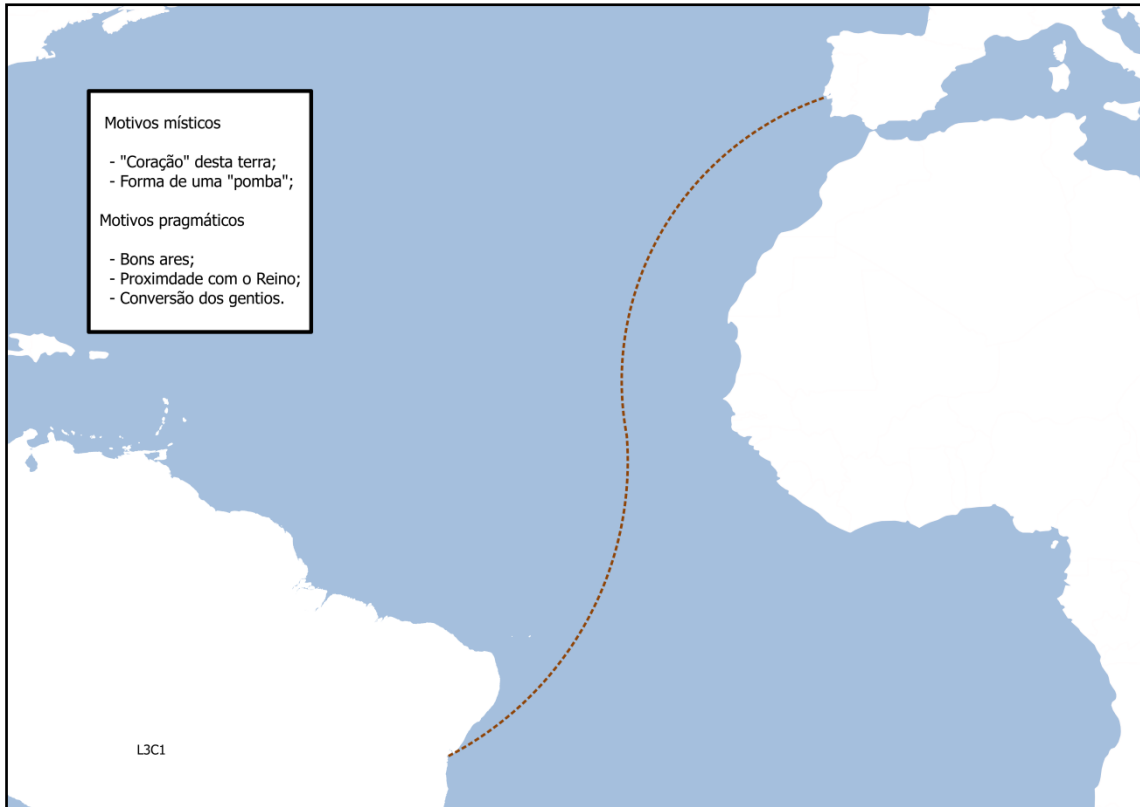 Motivos místicos
- "Coração" desta terra;
- Forma de uma "pomba";
Motivos pragmáticos
- Bons ares;
- Proximdade com o Reino;
- Conversão dos gentios.
L3C1